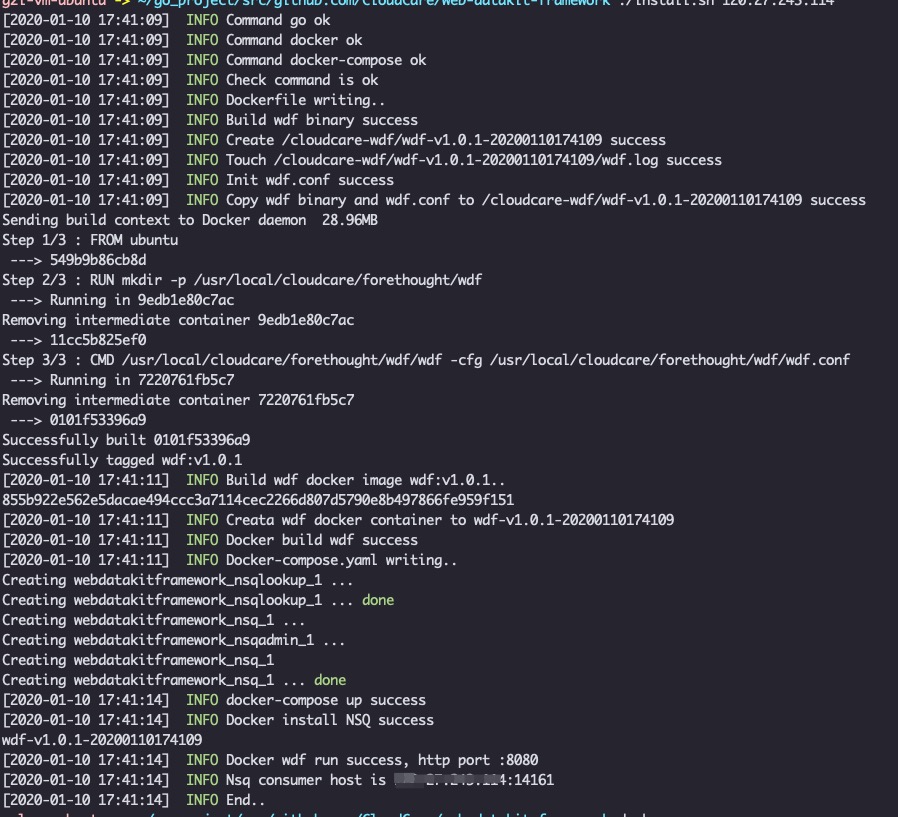 -> ~/go_project/src/github.com/CloudCare/web-datakit-framework ./install.sh
[2020-01-10 17:41:09] INFO Command go ok
[2020-01-10 17:41:09] INFO Command docker ok
[2020-01-10 17:41:09] INFO Command docker-compose ok
[2020-01-10 17:41:09] INFO Check command is ok
[2020-01-10 17:41:09] INFO Dockerfile writing..
[2020-01-10 17:41:09] INFO Build wdf binary success
[2020-01-10 17:41:09] INFO Create /cloudcare-wdf/wdf-v1.0.1-20200110174109 success
[2020-01-10 17:41:09] INFO Touch /cloudcare-wdf/wdf-v1.0.1-20200110174109/wdf.log success
[2020-01-10 17:41:09] INFO Init wdf.conf success
[2020-01-10 17:41:09] INFO Copy wdf binary and wdf.conf to /cloudcare-wdf/wdf-v1.0.1-20200110174109 success
Sending build context to Docker daemon 28.96MB
Step 1/3 : FROM ubuntu
---> 549b9b86cb8d
Step 2/3 : RUN mkdir -p /usr/local/cloudcare/forethought/wdf
---> Running in 9edb1e80c7ac
Removing intermediate container 9edb1e80c7ac
---> 11cc5b825ef0
Step 3/3 : CMD /usr/local/cloudcare/forethought/wdf/wdf -cfg /usr/local/cloudcare/forethought/wdf/wdf.conf
---> Running in 7220761fb5c7
Removing intermediate container 7220761fb5c7
---> 0101f53396a9
Successfully built 0101f53396a9
Successfully tagged wdf:v1.0.1
[2020-01-10 17:41:11] INFO Build wdf docker image wdf:v1.0.1..
855b922e562e5dacae494ccc3a7114cec2266d807d5790e8b497866fe959f151
[2020-01-10 17:41:11] INFO Creata wdf docker container to wdf-v1.0.1-20200110174109
[2020-01-10 17:41:11] INFO Docker build wdf success
[2020-01-10 17:41:11] INFO Docker-compose.yaml writing..
Creating webdatakitframework_nsqlookup_1 ...
Creating webdatakitframework_nsqlookup_1 ... done
Creating webdatakitframework_nsq_1 ...
Creating webdatakitframework_nsqadmin_1 ...
Creating webdatakitframework_nsq_1
Creating webdatakitframework_nsq_1 ... done
[2020-01-10 17:41:14] INFO docker-compose up success
[2020-01-10 17:41:14] INFO Docker install NSQ success
wdf-v1.0.1-20200110174109
[2020-01-10 17:41:14] INFO Docker wdf run success, http port :8080
[2020-01-10 17:41:14] INFO Nsq consumer host is :14161
[2020-01-10 17:41:14] INFO End..